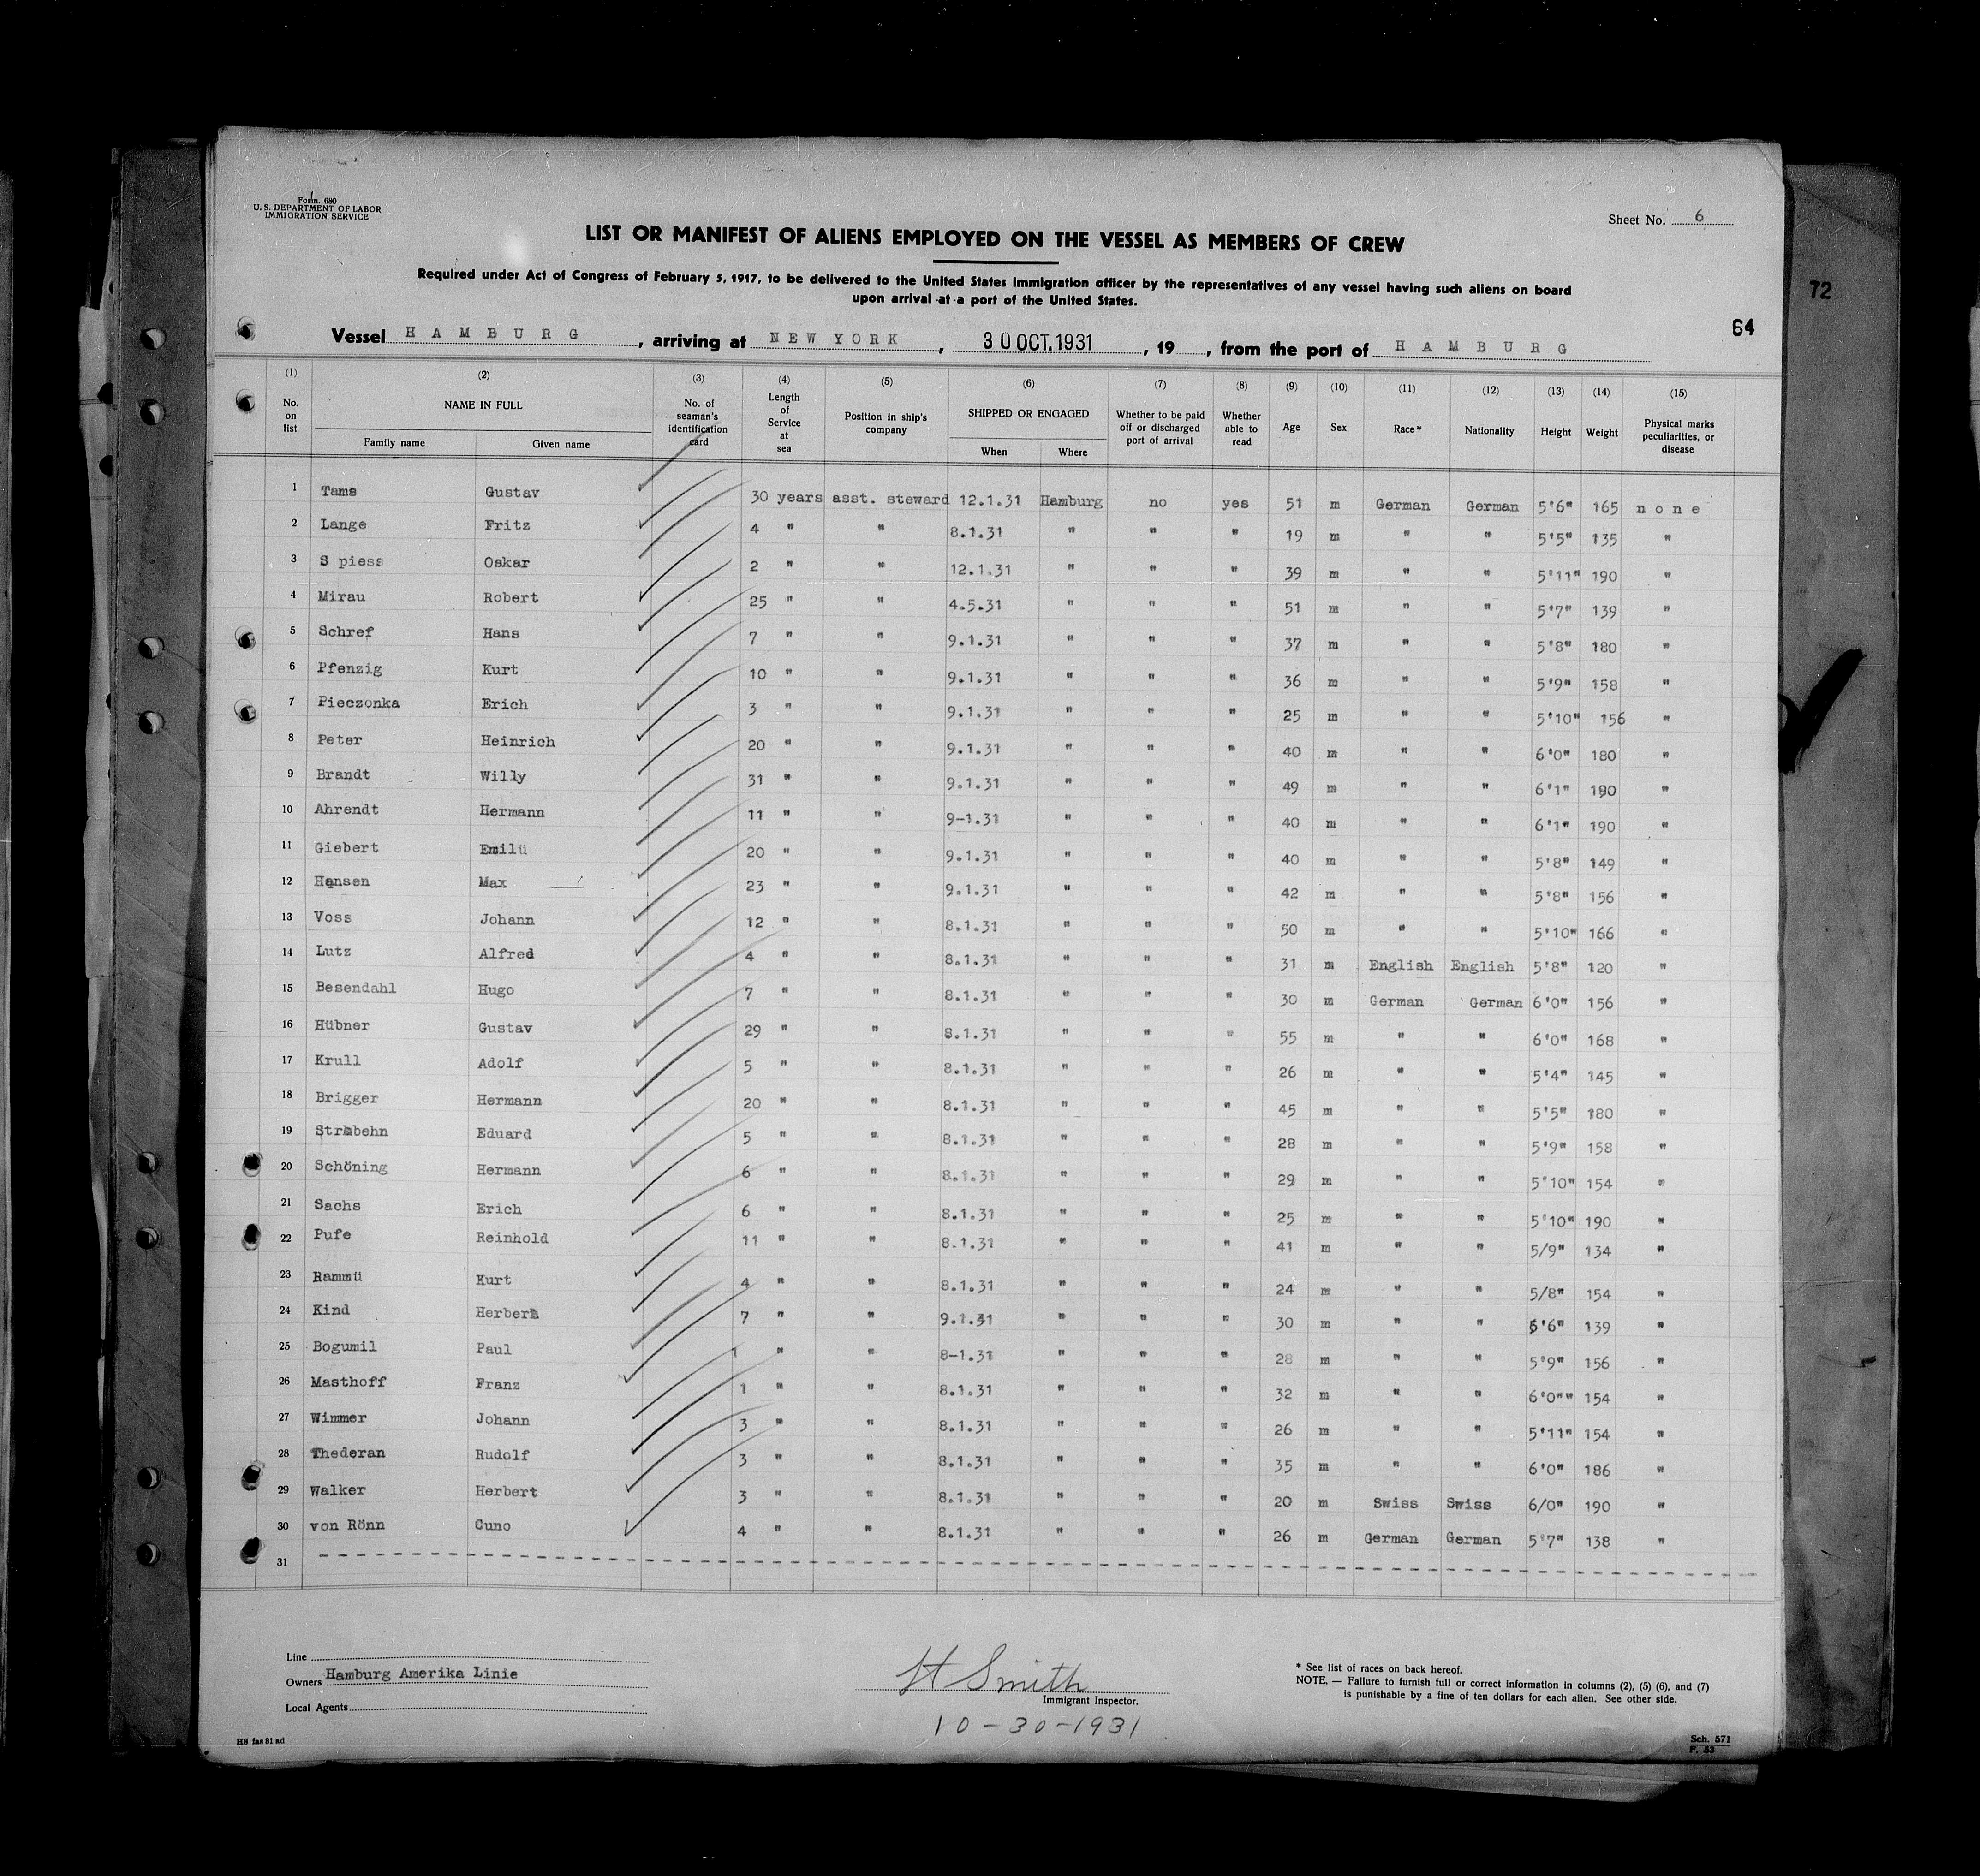 Form. 680
U. S. DEPARTMENT OF LABOR
IMMIGRATION SERVICE
Sheet No. 6
LIST OR MANIFEST OF ALIENS EMPLOYED ON THE VESSEL AS MEMBERS OF CREW
Required under Act of Congress of February 5, 1917, to be delivered to the United States immigration officer by the representatives of any vessel having such aliens on board
upon arrival at a port of the United States.
72
64
Vessel HAMBURG, arriving at NEW YORK, 30 OCT. 1931, 19, from the port of HAMBURG
(1) (2) (3) (4) (5) (6) (7) (8) (9) (10) (11) (12) (13) (14) (15)
No. on list NAME IN FULL Family name Given name No. of seaman's identification card Length of Service at sea Position in ship's company SHIPPED OR ENGAGED When Where Whether to be paid off or discharged port of arrival Whether able to read Age Sex Race* Nationality Height Weight Physical marks peculiarities, or disease
1 Tams Gustav 30 years asst. steward 12.1.31 Hamburg no yes 51 m German German 5'6" 165 none
2 Lange Fritz 4 " " 8.1.31 " " " 19 m " " 5'5" 135 "
3 S piess Oskar 2 " " 12.1.31 " " " 39 m " " 5'11" 190 "
4 Mirau Robert 25 " " 4.5.31 " " " 51 m " " 5'7" 139 "
5 Schref Hans 7 " " 9.1.31 " " " 37 m " " 5'8" 180 "
6 Pfenzig Kurt 10 " " 9.1.31 " " " 36 m " " 5'9" 158 "
7 Pieczonka Erich 3 " " 9.1.31 " " " 25 m " " 5'10" 156 "
8 Peter Heinrich 20 " " 9.1.31 " " " 40 m " " 6'0" 180 "
9 Brandt Willy 31 " " 9.1.31 " " " 49 m " " 6'1" 190 "
10 Ahrendt Hermann 11 " " 9-1.31 " " " 40 m " " 6'1" 190 "
11 Giebert Emil 20 " " 9.1.31 " " " 40 m " " 5'8" 149 "
12 Hansen Max 23 " " 9.1.31 " " " 42 m " " 5'8" 156 "
13 Voss Johann 12 " " 8.1.31 " " " 50 m " " 5'10" 166 "
14 Lutz Alfred 4 " " 8.1.31 " " " 31 m English English 5'8" 120 "
15 Besendahl Hugo 7 " " 8.1.31 " " " 30 m German German 6'0" 156 "
16 Hübner Gustav 29 " " 8.1.31 " " " 55 m " " 6'0" 168 "
17 Krull Adolf 5 " " 8.1.31 " " " 26 m " " 5'4" 145 "
18 Brigger Hermann 20 " " 8.1.31 " " " 45 m " " 5'5" 180 "
19 Eduard 5 " " 8.1.31 " " " 28 m " " 5'9" 158 "
20 Schöning Hermann 6 " " 8.1.31 " " " 29 m " " 5'10" 154 "
21 Sachs Erich 6 " " 8.1.31 " " " 25 m " " 5'10" 190 "
22 Pufe Reinhold 11 " " 8.1.31 " " " 41 m " " 5/9" 134 "
23 Kurt 4 " " 8.1.31 " " " 24 m " " 5/8" 154 "
24 Kind 7 " " 9.1.31 " " " 30 m " " 139 "
25 Bogumil Paul 1 " " 8-1.31 " " " 28 m " " 5'9" 156 "
26 Masthoff Franz 1 " " 8.1.31 " " " 32 m " " 6'0"" 154 "
27 Wimmer Johann 3 " " 8.1.31 " " " 26 m " " 5'11" 154 "
28 Thederan Rudolf 3 " " 8.1.31 " " " 35 m " " 6'0" 186 "
29 Walker Herbert 3 " " 8.1.31 " " " 20 m Swiss Swiss 6/0" 190 "
30 von Rönn Cuno 4 " " 8.1.31 " " " 26 m German German 5'7" 138 "
31
Line
Owners Hamburg Amerika Linie
Local Agents
H Smith
Immigrant Inspector.
10-30-1931
* See list of races on back hereof.
NOTE. — Failure to furnish full or correct information in columns (2), (5) (6), and (7)
is punishable by a fine of ten dollars for each alien. See other side.
HS fas 81 ad
Sch. 571
P. 53